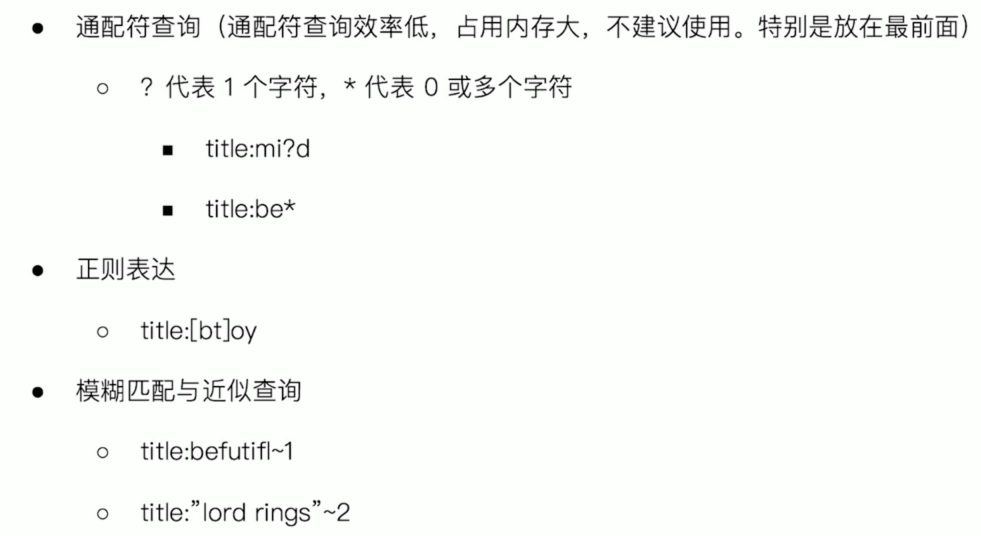 ● 通配符查询（通配符查询效率低，占用内存大，不建议使用。特别是放在最前面）
○ ？代表 1 个字符，* 代表 0 或多个字符
■ title:mi?d
■ title:be*
● 正则表达
○ title:[bt]oy
● 模糊匹配与近似查询
○ title:befutifl~1
○ title:”lord rings”~2